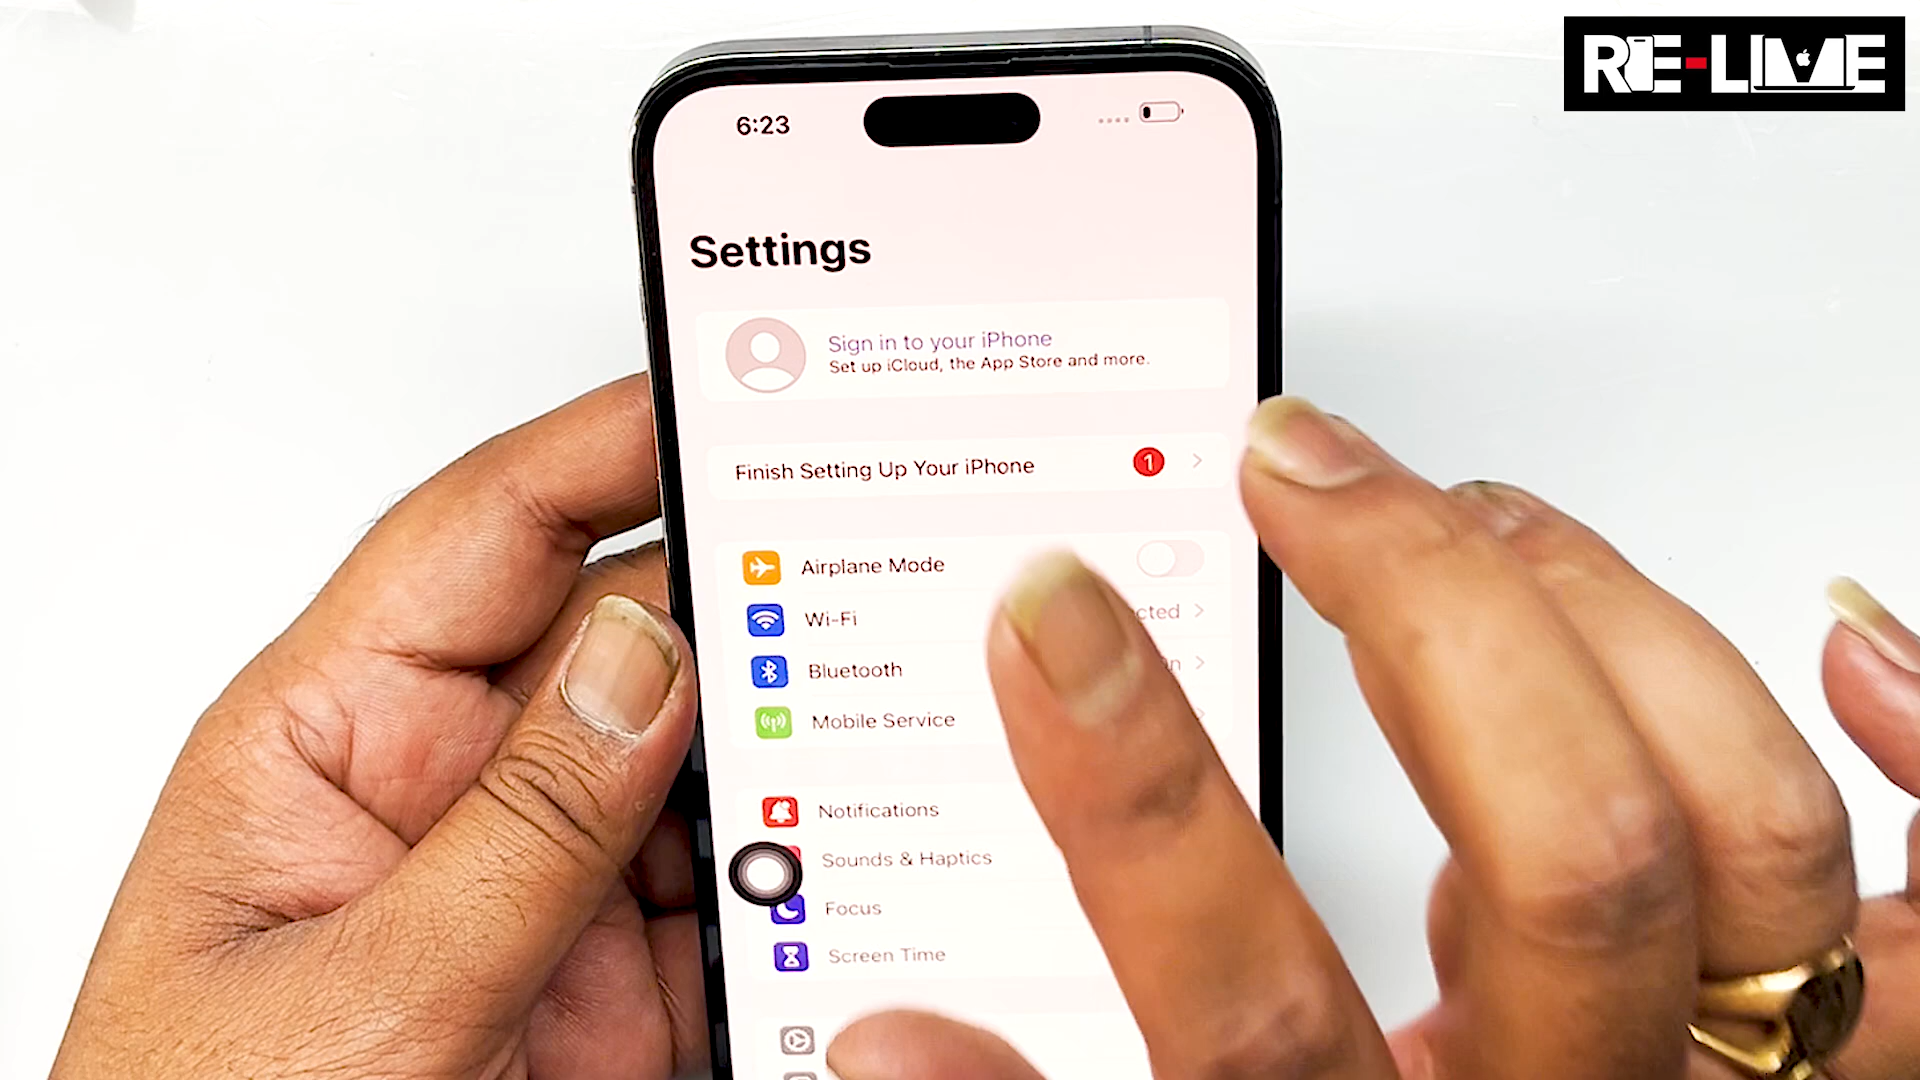 RE-LIVE
6:23
Settings
Sign in to your iPhone
Set up iCloud, the App Store and more.
Finish Setting Up Your iPhone 1
Airplane Mode
Wi-Fi
Bluetooth
Mobile Service
Notifications
Sounds & Haptics
Focus
Screen Time